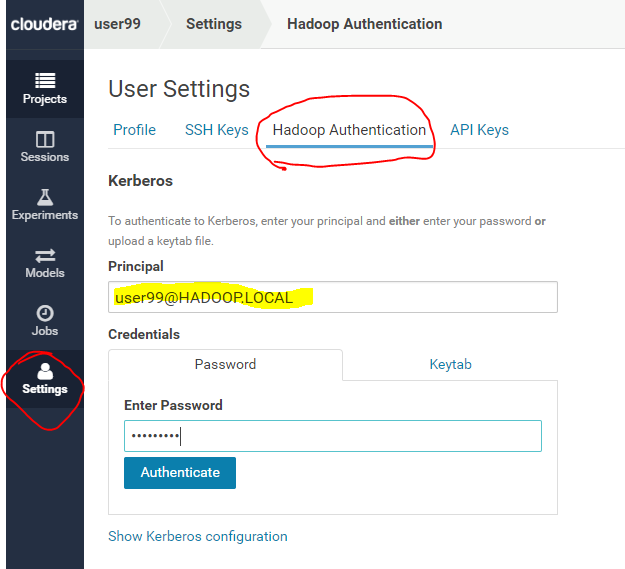 cloudera user99 Settings Hadoop Authentication
Projects
Sessions
Experiments
Models
Jobs
Settings
User Settings
Profile SSH Keys Hadoop Authentication API Keys
Kerberos
To authenticate to Kerberos, enter your principal and either enter your password or
upload a keytab file.
Principal
user99@HADOOP.LOCAL
Credentials
Password Keytab
Enter Password
•••••••••
Authenticate
Show Kerberos configuration